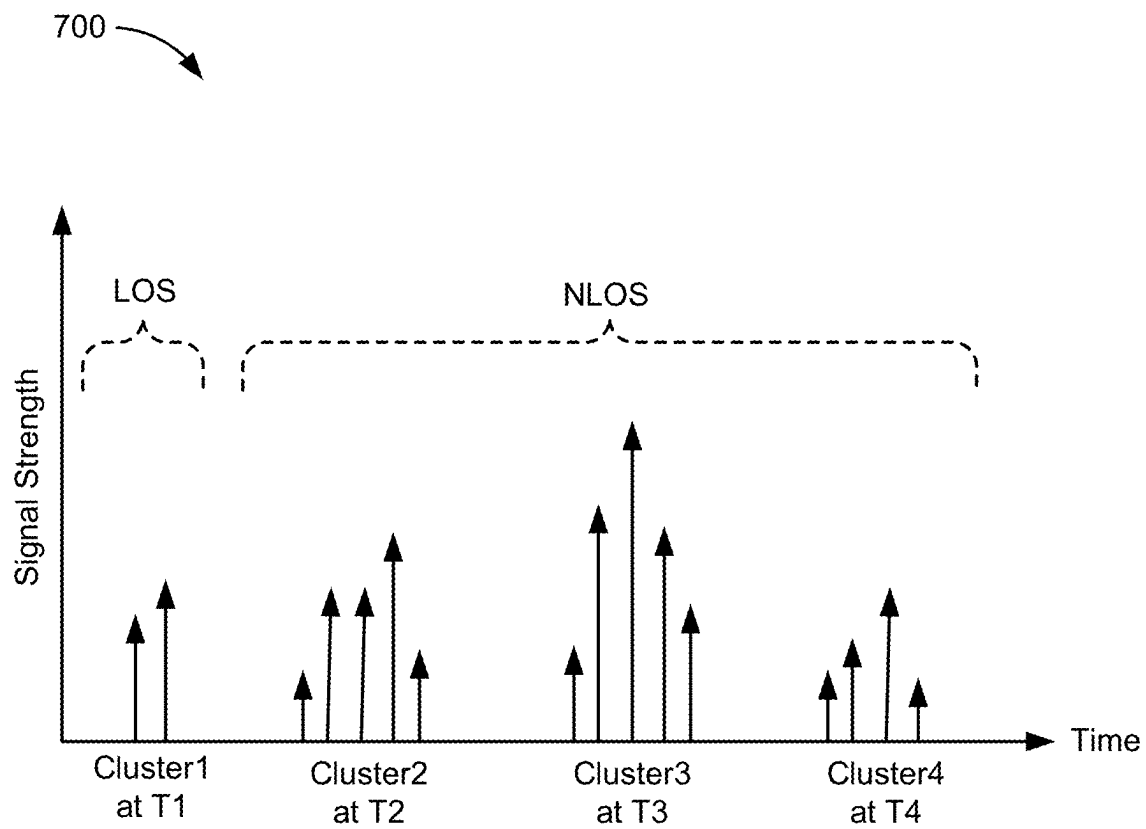 700
LOS
NLOS
Signal Strength
Time
Cluster1
at T1
Cluster2
at T2
Cluster3
at T3
Cluster4
at T4